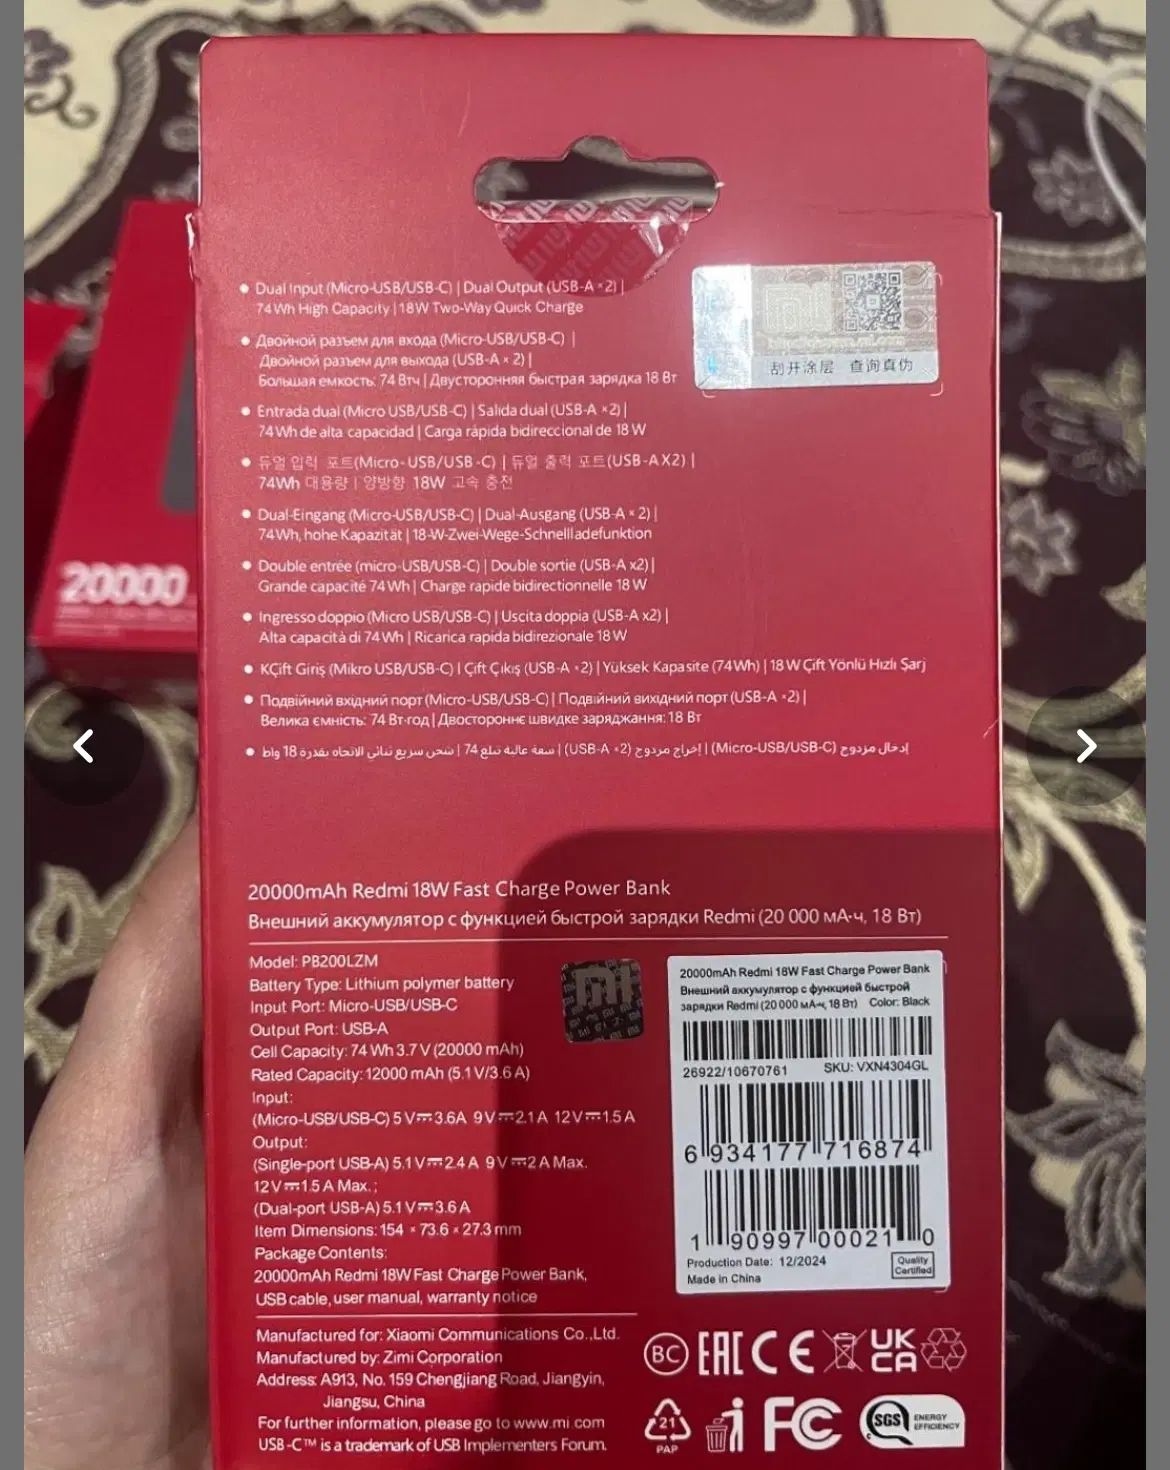 Dual Input (Micro-USB/USB-C) | Dual Output (USB-A ×2) |
74 Wh High Capacity | 18W Two-Way Quick Charge
Двойной разъем для входа (Micro-USB/USB-C) |
Двойной разъем для выхода (USB-A × 2) |
Большая емкость: 74 Втч | Двусторонняя быстрая зарядка 18 Вт
Entrada dual (Micro USB/USB-C) | Salida dual (USB-A ×2) |
74 Wh de alta capacidad | Carga rápida bidireccional de 18 W
듀얼 입력 포트(Micro-USB/USB-C) | 듀얼 출력 포트(USB-A X2) |
74Wh 대용량 | 양방향 18W 고속 충전
Dual-Eingang (Micro-USB/USB-C) | Dual-Ausgang (USB-A × 2) |
74 Wh, hohe Kapazität | 18-W-Zwei-Wege-Schnellladefunktion
Double entrée (micro-USB/USB-C) | Double sortie (USB-A x2) |
Grande capacité 74 Wh | Charge rapide bidirectionnelle 18 W
Ingresso doppio (Micro USB/USB-C) | Uscita doppia (USB-A x2) |
Alta capacità di 74 Wh | Ricarica rapida bidirezionale 18 W
KÇift Giriş (Mikro USB/USB-C) I Çift Çıkış (USB-A ×2) | Yüksek Kapasite (74 Wh) | 18 W Çift Yönlü Hızlı Şarj
Подвійний вхідний порт (Micro-USB/USB-C) | Подвійний вихідний порт (USB-A ×2) |
Велика ємність: 74 Вт·год | Двостороннє швидке заряджання: 18 Вт
إدخال مزدوج (Micro-USB/USB-C) | إخراج مزدوج (USB-A ×2) | سعة عالية تبلغ 74 | شحن سريع ثنائي الاتجاه بقدرة 18 واط
mi
刮开涂层 查询真伪
20000
20000mAh Redmi 18W Fast Charge Power Bank
Внешний аккумулятор с функцией быстрой зарядки Redmi (20 000 мА·ч, 18 Вт)
Model: PB200LZM
Battery Type: Lithium polymer battery
Input Port: Micro-USB/USB-C
Output Port: USB-A
Cell Capacity: 74 Wh 3.7 V (20000 mAh)
Rated Capacity: 12000 mAh (5.1 V/3.6 A)
Input:
(Micro-USB/USB-C) 5 V⎓3.6A 9 V⎓2.1 A 12 V⎓1.5 A
Output:
(Single-port USB-A) 5.1 V⎓2.4 A 9 V⎓2 A Max.
12 V⎓1.5 A Max. ;
(Dual-port USB-A) 5.1 V⎓3.6 A
Item Dimensions: 154 × 73.6 × 27.3 mm
Package Contents:
20000mAh Redmi 18W Fast Charge Power Bank,
USB cable, user manual, warranty notice
mi
20000mAh Redmi 18W Fast Charge Power Bank
Внешний аккумулятор с функцией быстрой
зарядки Redmi (20 000 мА·ч, 18 Вт) Color: Black
26922/10670761 SKU: VXN4304GL
6 934177 716874
1 90997 00021 0
Production Date: 12/2024
Made in China
Quality
Certified
Manufactured for: Xiaomi Communications Co.,Ltd.
Manufactured by: Zimi Corporation
Address: A913, No. 159 Chengjiang Road, Jiangyin,
Jiangsu, China
For further information, please go to www.mi.com
USB-C™ is a trademark of USB Implementers Forum.
BC EAC CE UK
CA
21
PAP
FC
SGS ENERGY
EFFICIENCY